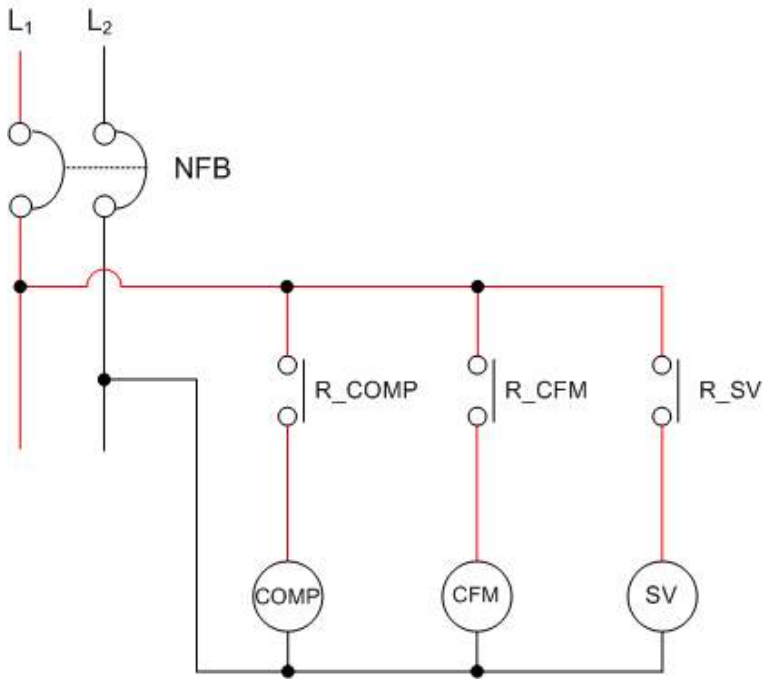 L₁ L₂
NFB
R_COMP R_CFM R_SV
COMP CFM SV